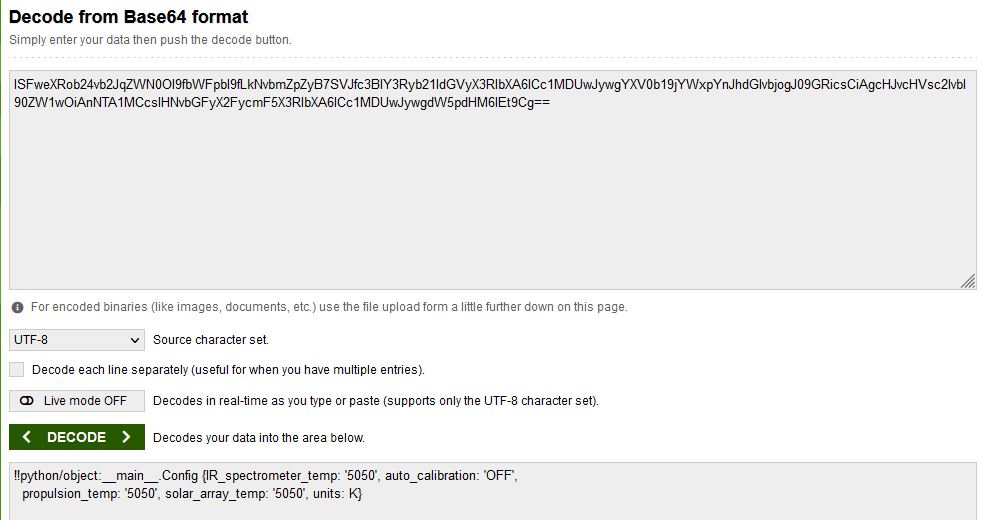 Decode from Base64 format
Simply enter your data then push the decode button.
ISFweXRob24vb2JqZWN0Ol9fbWFpbl9fLkNvbmZpZyB7SVJfc3BlY3Ryb21ldGVyX3RlbXA6ICc1MDUwJywgYXV0b19jYWxpYnJhdGlvbjogJ09GRicsCiAgcHJvcHVsc2lvbl
90ZW1wOiAnNTA1MCcsIHNvbGFyX2FycmF5X3RlbXA6ICc1MDUwJywgdW5pdHM6IEt9Cg==
For encoded binaries (like images, documents, etc.) use the file upload form a little further down on this page.
UTF-8 Source character set.
Decode each line separately (useful for when you have multiple entries).
Live mode OFF Decodes in real-time as you type or paste (supports only the UTF-8 character set).
< DECODE > Decodes your data into the area below.
!!python/object:__main__.Config {IR_spectrometer_temp: '5050', auto_calibration: 'OFF',
propulsion_temp: '5050', solar_array_temp: '5050', units: K}